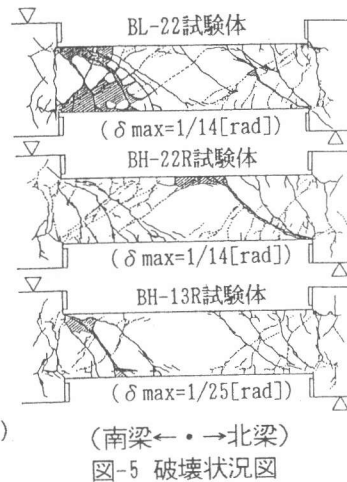 BL-22試験体
(δmax=1/14[rad])
BH-22R試験体
(δmax=1/14[rad])
BH-13R試験体
(δmax=1/25[rad])
)
(南梁←・→北梁)
図-5 破壊状況図